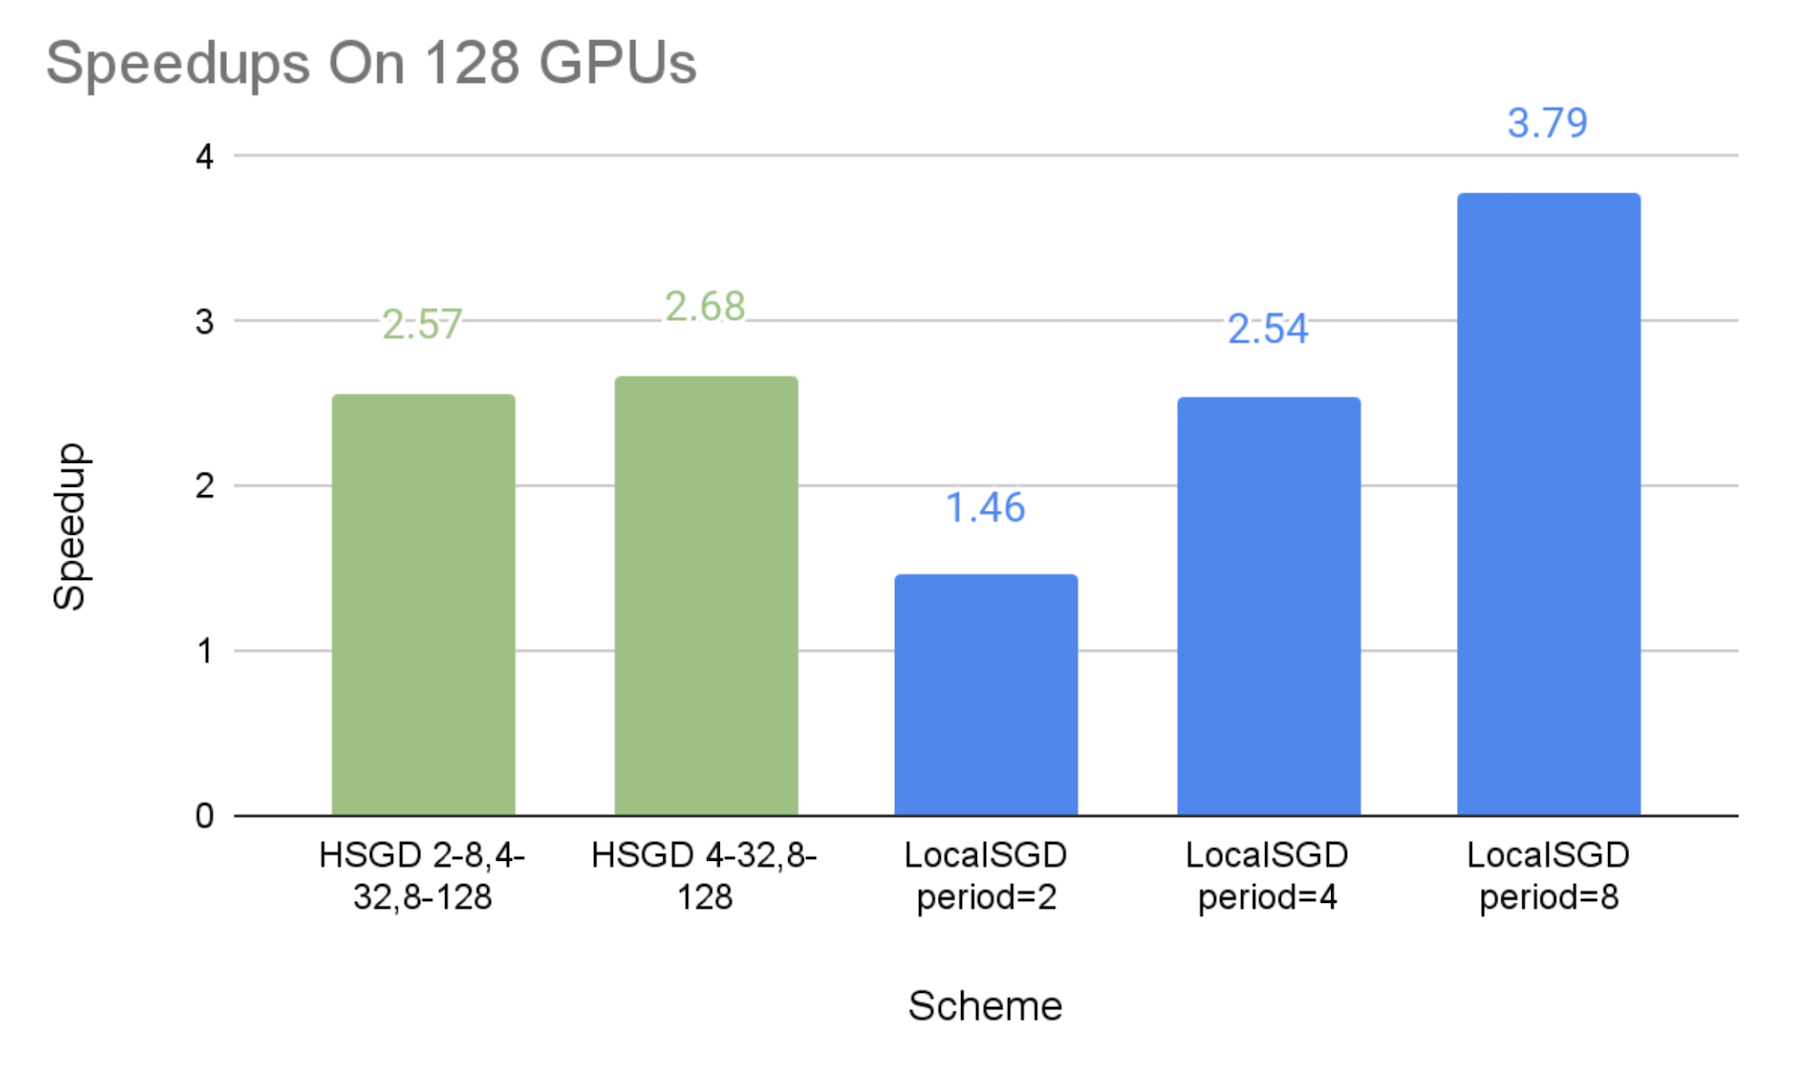 Speedups On 128 GPUs
3.79
4
2.68
2.57
3
2.54
2
1.46
1
0
Speedup
HSGD 2-8,4-
32,8-128
HSGD 4-32,8-
128
LocalSGD
period=2
LocalSGD
period=4
LocalSGD
period=8
Scheme